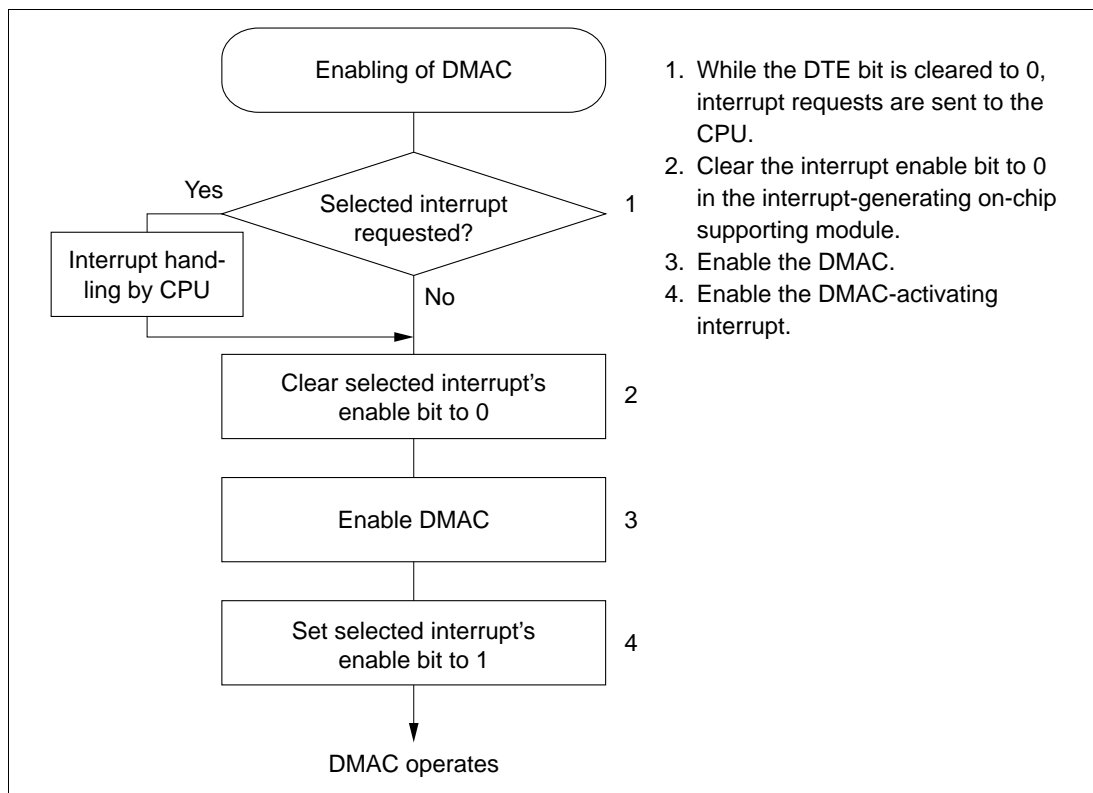 Enabling of DMAC
Yes
Selected interrupt
requested?
1
Interrupt hand-
ling by CPU
No
Clear selected interrupt’s
enable bit to 0
2
Enable DMAC
3
Set selected interrupt’s
enable bit to 1
4
DMAC operates
1. While the DTE bit is cleared to 0,
interrupt requests are sent to the
CPU.
2. Clear the interrupt enable bit to 0
in the interrupt-generating on-chip
supporting module.
3. Enable the DMAC.
4. Enable the DMAC-activating
interrupt.